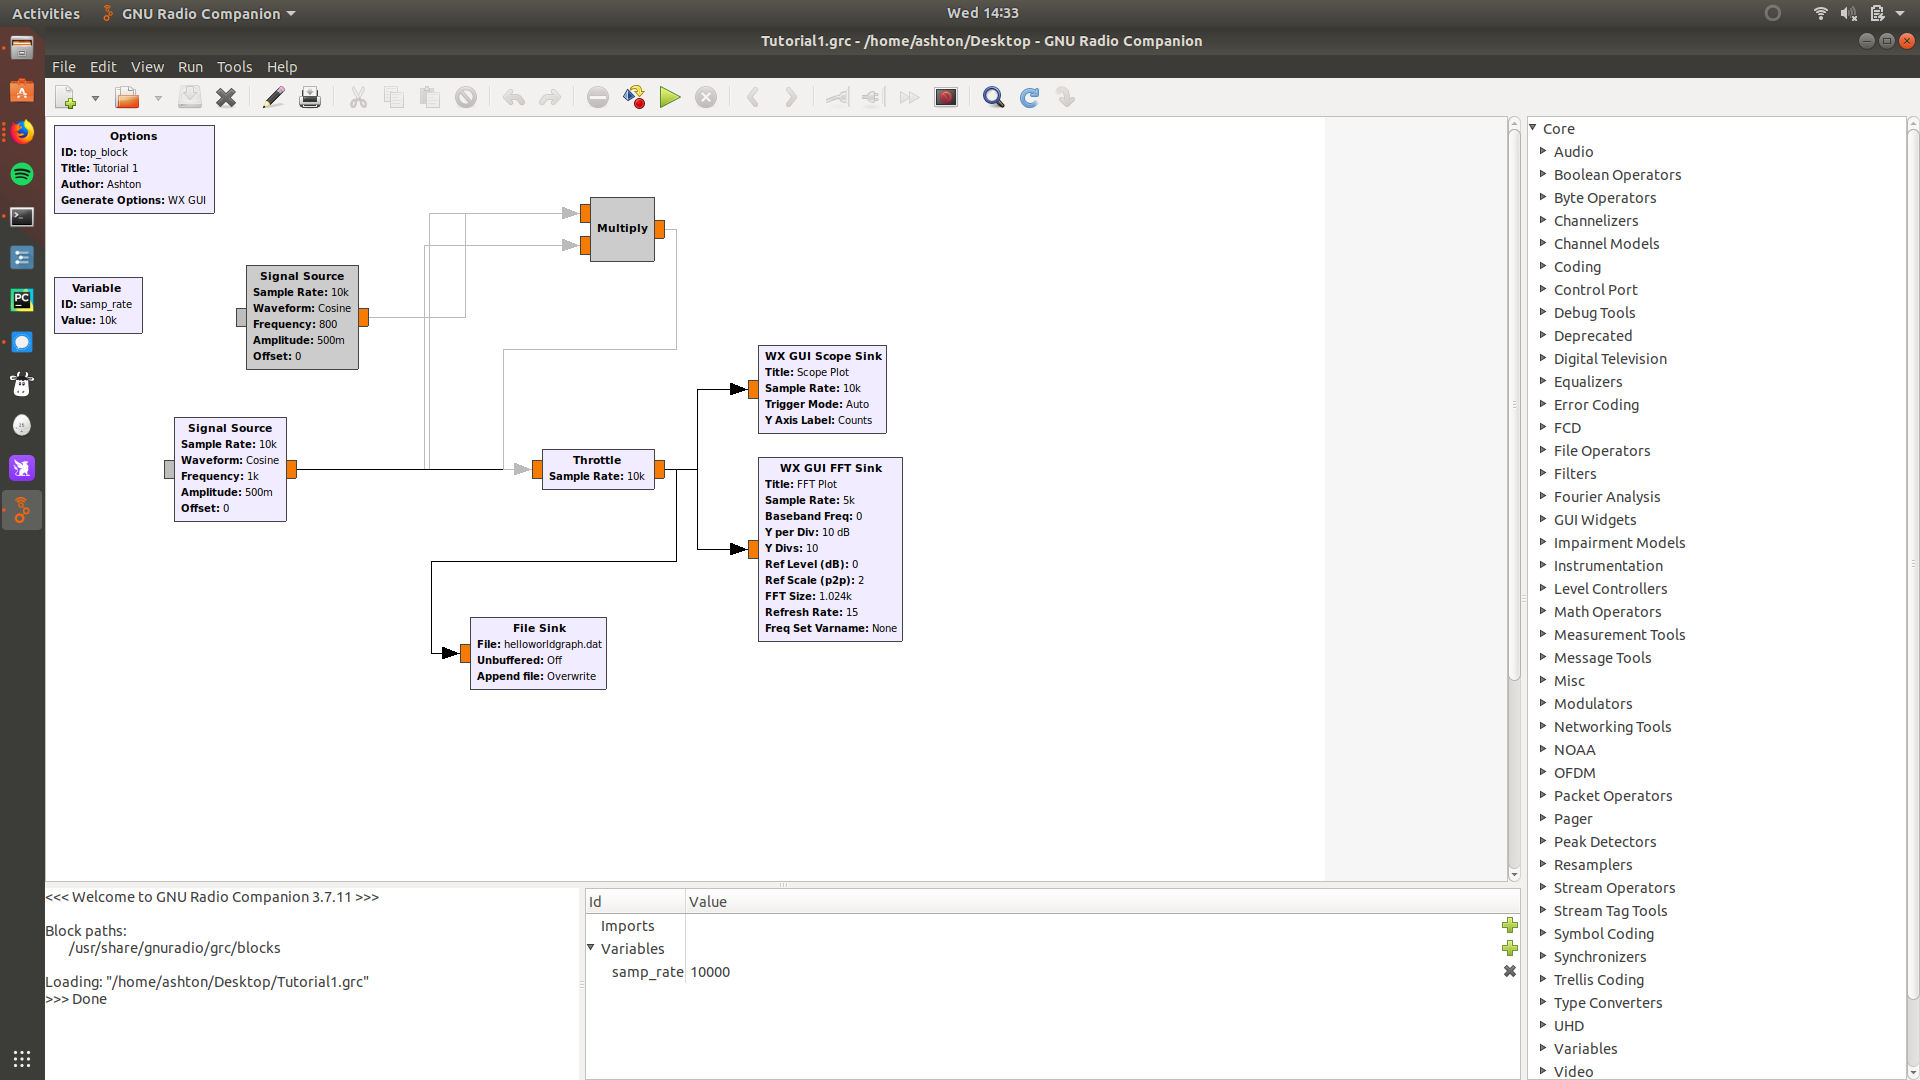 Activities
GNU Radio Companion
Wed 14:33
Tutorial1.grc - /home/ashton/Desktop - GNU Radio Companion
File Edit View Run Tools Help
Options
ID: top_block
Title: Tutorial 1
Author: Ashton
Generate Options: WX GUI
Variable
ID: samp_rate
Value: 10k
Signal Source
Sample Rate: 10k
Waveform: Cosine
Frequency: 800
Amplitude: 500m
Offset: 0
Multiply
Signal Source
Sample Rate: 10k
Waveform: Cosine
Frequency: 1k
Amplitude: 500m
Offset: 0
Throttle
Sample Rate: 10k
WX GUI Scope Sink
Title: Scope Plot
Sample Rate: 10k
Trigger Mode: Auto
Y Axis Label: Counts
WX GUI FFT Sink
Title: FFT Plot
Sample Rate: 5k
Baseband Freq: 0
Y per Div: 10 dB
Y Divs: 10
Ref Level (dB): 0
Ref Scale (p2p): 2
FFT Size: 1.024k
Refresh Rate: 15
Freq Set Varname: None
File Sink
File: helloworldgraph.dat
Unbuffered: Off
Append file: Overwrite
Core
Audio
Boolean Operators
Byte Operators
Channelizers
Channel Models
Coding
Control Port
Debug Tools
Deprecated
Digital Television
Equalizers
Error Coding
FCD
File Operators
Filters
Fourier Analysis
GUI Widgets
Impairment Models
Instrumentation
Level Controllers
Math Operators
Measurement Tools
Message Tools
Misc
Modulators
Networking Tools
NOAA
OFDM
Packet Operators
Pager
Peak Detectors
Resamplers
Stream Operators
Stream Tag Tools
Symbol Coding
Synchronizers
Trellis Coding
Type Converters
UHD
Variables
Video
<<< Welcome to GNU Radio Companion 3.7.11 >>>
Block paths:
/usr/share/gnuradio/grc/blocks
Loading: "/home/ashton/Desktop/Tutorial1.grc"
>>> Done
Id Value
Imports
Variables
samp_rate 10000
PC